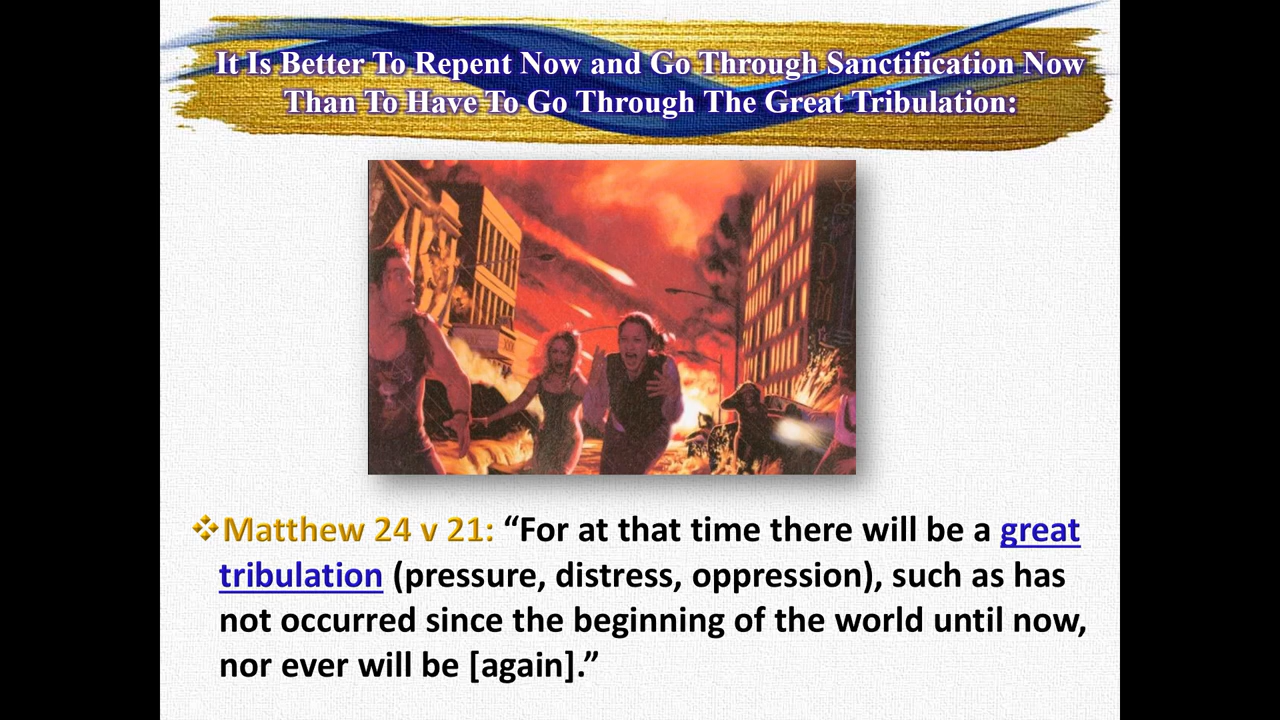 It Is Better To Repent Now and Go Through Sanctification Now
Than To Have To Go Through The Great Tribulation:
❖Matthew 24 v 21: “For at that time there will be a great
tribulation (pressure, distress, oppression), such as has
not occurred since the beginning of the world until now,
nor ever will be [again].”